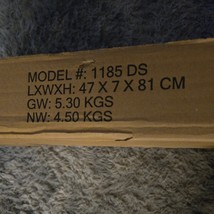 MODEL #: 1185 DS
LXWXH: 47 X 7 X 81 CM
GW: 5.30 KGS
NW: 4.50 KGS